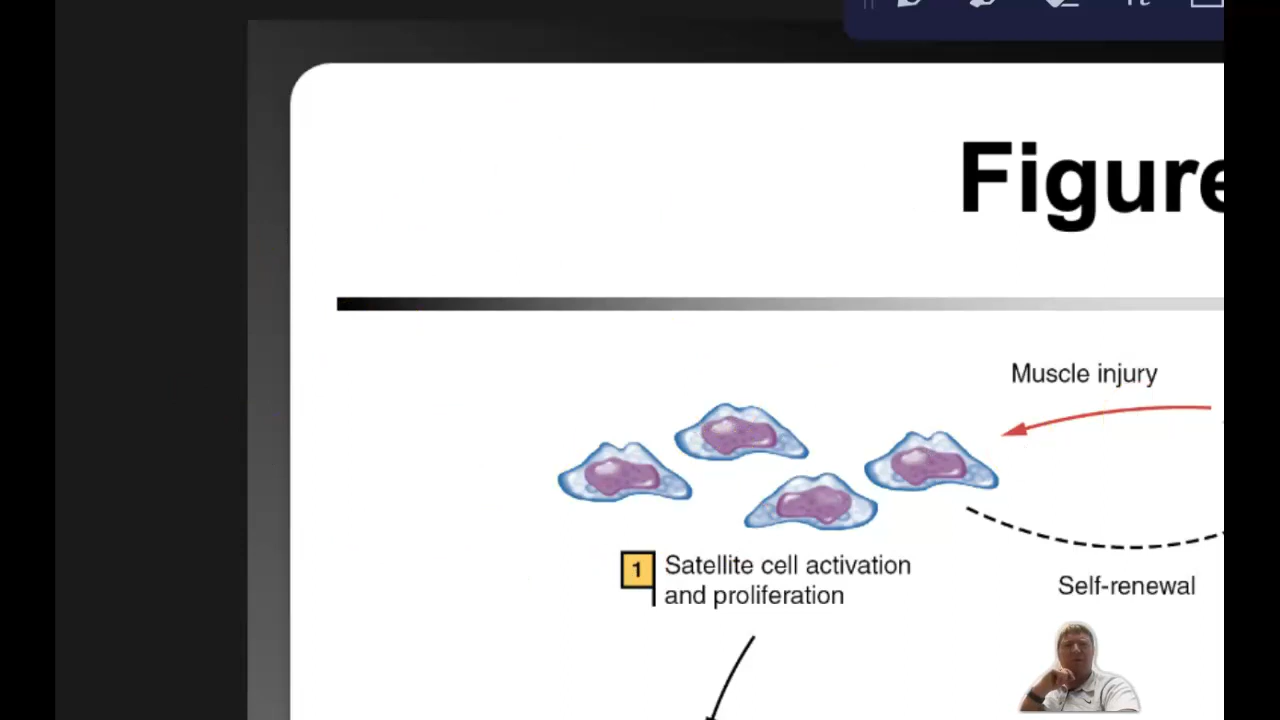 Figure
Muscle injury
1 Satellite cell activation
and proliferation
Self-renewal